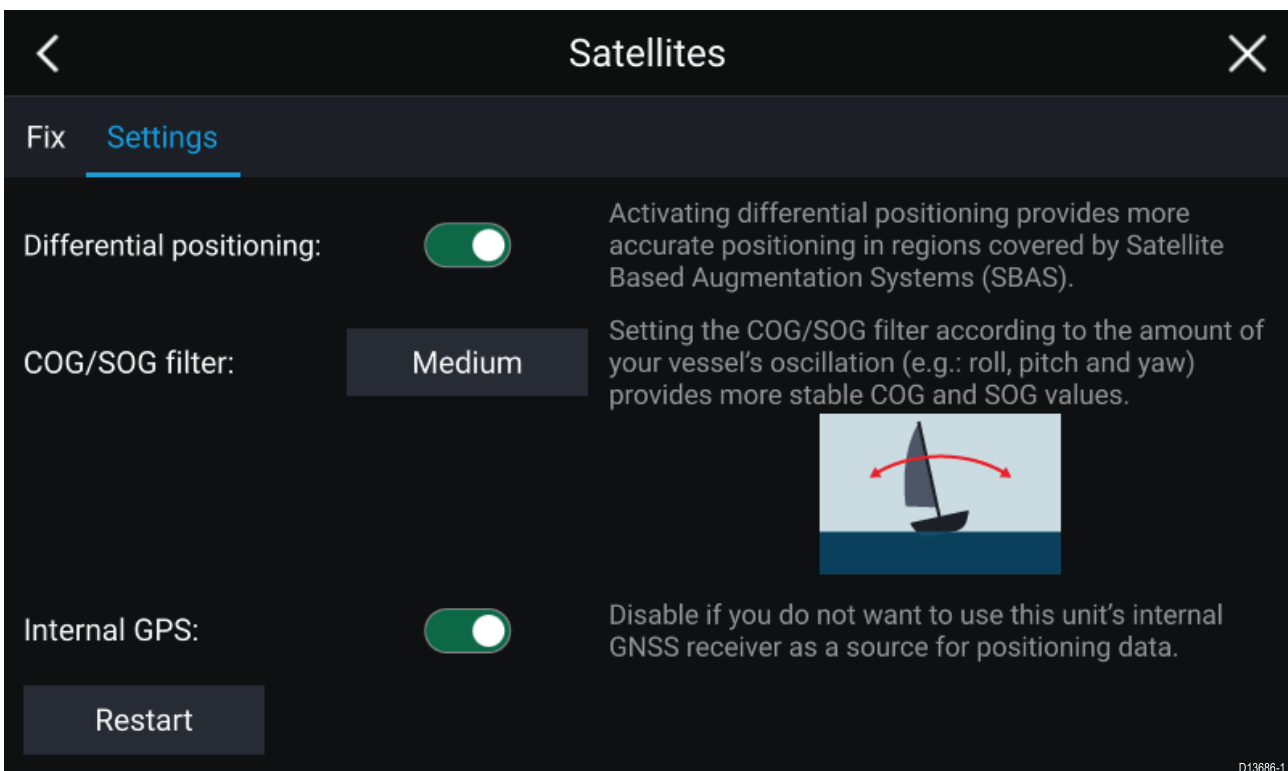 Satellites
Fix Settings
Differential positioning:
Activating differential positioning provides more
accurate positioning in regions covered by Satellite
Based Augmentation Systems (SBAS).
COG/SOG filter:
Medium
Setting the COG/SOG filter according to the amount of
your vessel's oscillation (e.g.: roll, pitch and yaw)
provides more stable COG and SOG values.
Internal GPS:
Disable if you do not want to use this unit's internal
GNSS receiver as a source for positioning data.
Restart
D13686-1